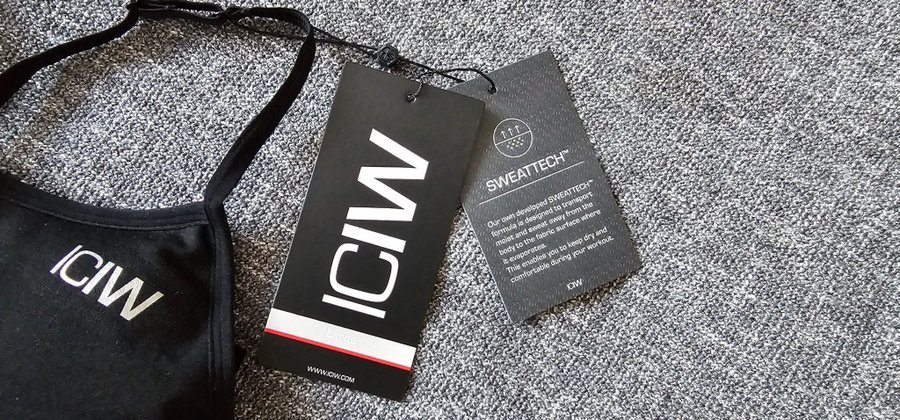 ICIW
ICIW
WWW.ICIW.COM
SWEATTECH™
Our own developed SWEATTECH™
formula is designed to transport
moist and sweat away from the
body to the fabric surface where
it evaporates.
This enables you to keep dry and
comfortable during your workout.
ICIW